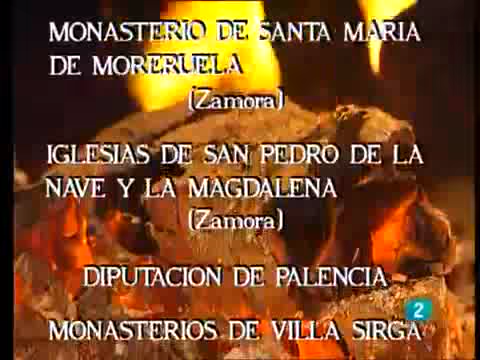 MONASTERIO DE SANTA MARIA
DE MORERUELA
(Zamora)
IGLESIAS DE SAN PEDRO DE LA
NAVE Y LA MAGDALENA
(Zamora)
DIPUTACION DE PALENCIA
MONASTERIOS DE VILLA SIRGA
2